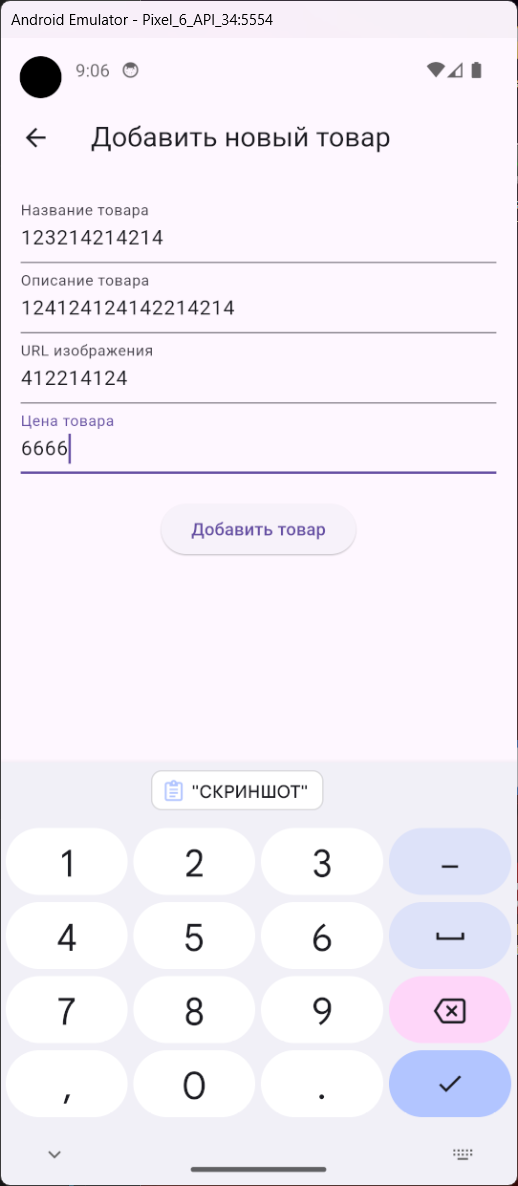 Android Emulator - Pixel_6_API_34:5554
9:06
Добавить новый товар
Название товара
123214214214
Описание товара
124124124142214214
URL изображения
412214124
Цена товара
6666
Добавить товар
"СКРИНШОТ"
1 2 3 –
4 5 6
7 8 9
, 0 .